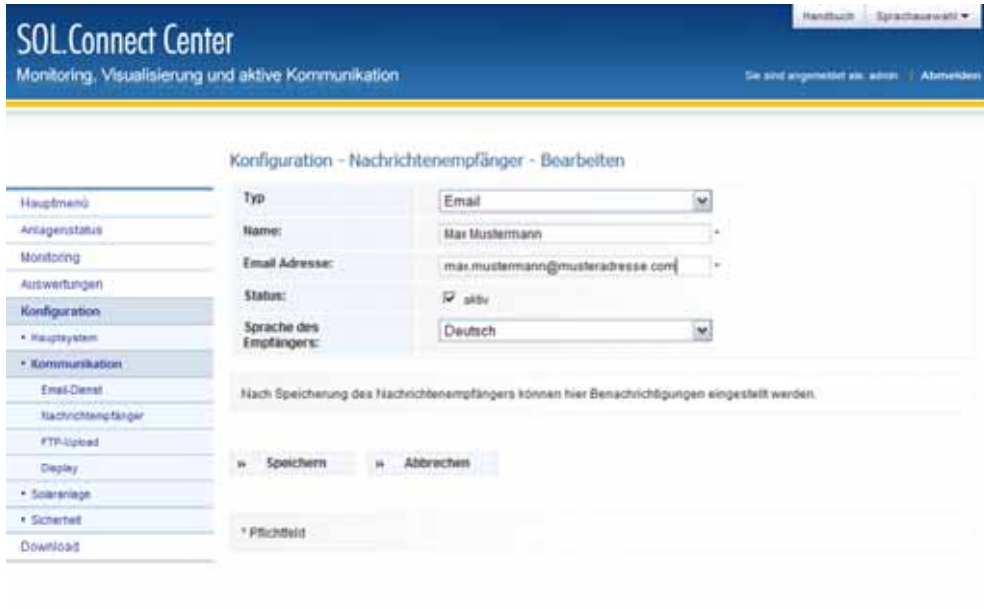 Handbuch Sprachauswahl
SOL.Connect Center
Monitoring, Visualisierung und aktive Kommunikation
Sie sind angemeldet als: admin | Abmelden
Konfiguration - Nachrichtenempfänger - Bearbeiten
Hauptmenü
Anlagenstatus
Monitoring
Auswertungen
Konfiguration
• Hauptsystem
• Kommunikation
Email-Dienst
Nachrichtempfänger
FTP-Upload
Display
• Solaranlage
• Sicherheit
Download
Typ Email
Name: Max Mustermann *
Email Adresse: max.mustermann@musteradresse.com *
Status: aktiv
Sprache des Empfängers: Deutsch
Nach Speicherung des Nachrichtenempfängers können hier Benachrichtigungen eingestellt werden.
» Speichern » Abbrechen
* Pflichtfeld